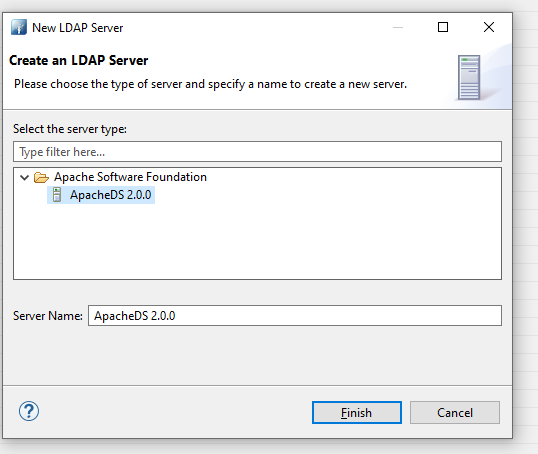 New LDAP Server
Create an LDAP Server
Please choose the type of server and specify a name to create a new server.
Select the server type:
Type filter here...
Apache Software Foundation
ApacheDS 2.0.0
Server Name: ApacheDS 2.0.0
?
Finish Cancel